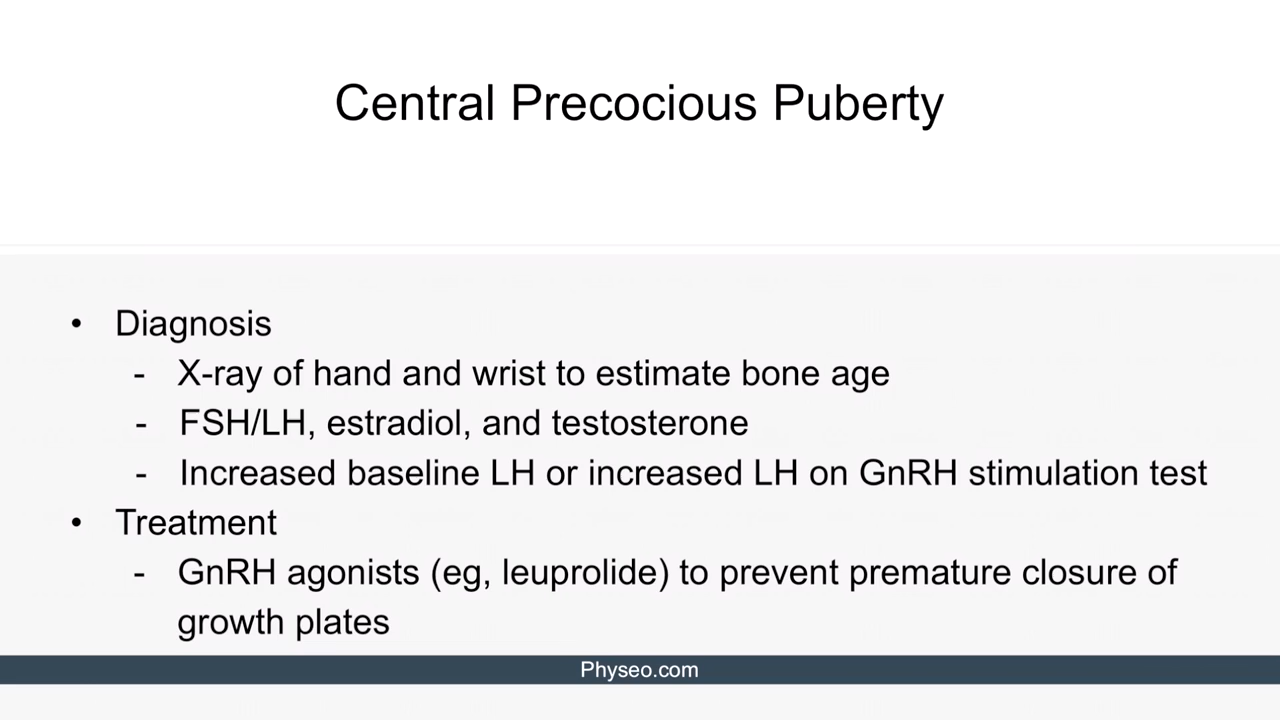 Central Precocious Puberty
• Diagnosis
- X-ray of hand and wrist to estimate bone age
- FSH/LH, estradiol, and testosterone
- Increased baseline LH or increased LH on GnRH stimulation test
• Treatment
- GnRH agonists (eg, leuprolide) to prevent premature closure of
growth plates
Physeo.com